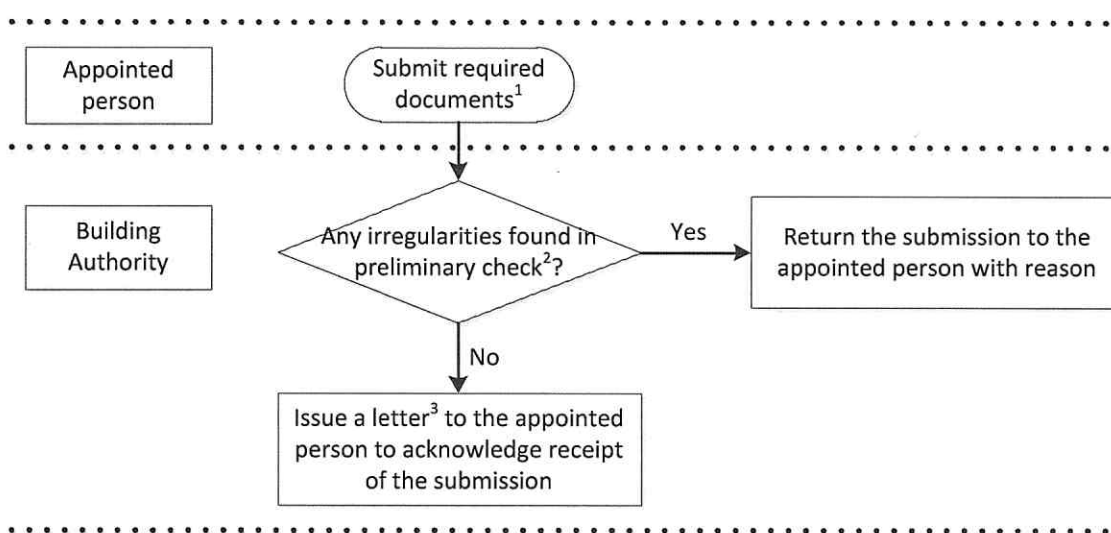 Appointed
person
Submit required
documents¹
Building
Authority
Any irregularities found in
preliminary check²?
Yes
Return the submission to the
appointed person with reason
No
Issue a letter³ to the appointed
person to acknowledge receipt
of the submission